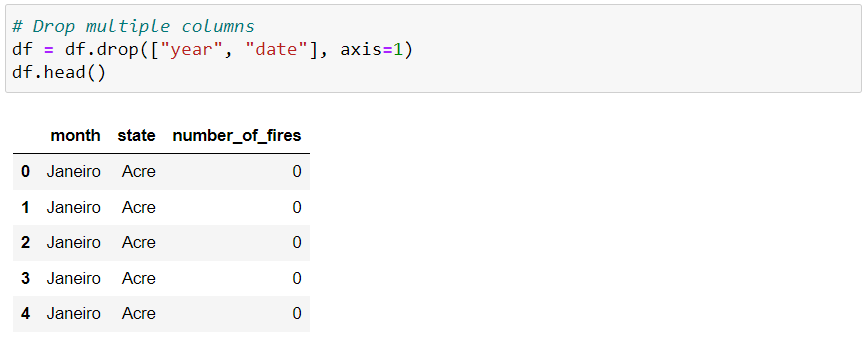 # Drop multiple columns
df = df.drop(["year", "date"], axis=1)
df.head()
month state number_of_fires
0 Janeiro Acre 0
1 Janeiro Acre 0
2 Janeiro Acre 0
3 Janeiro Acre 0
4 Janeiro Acre 0